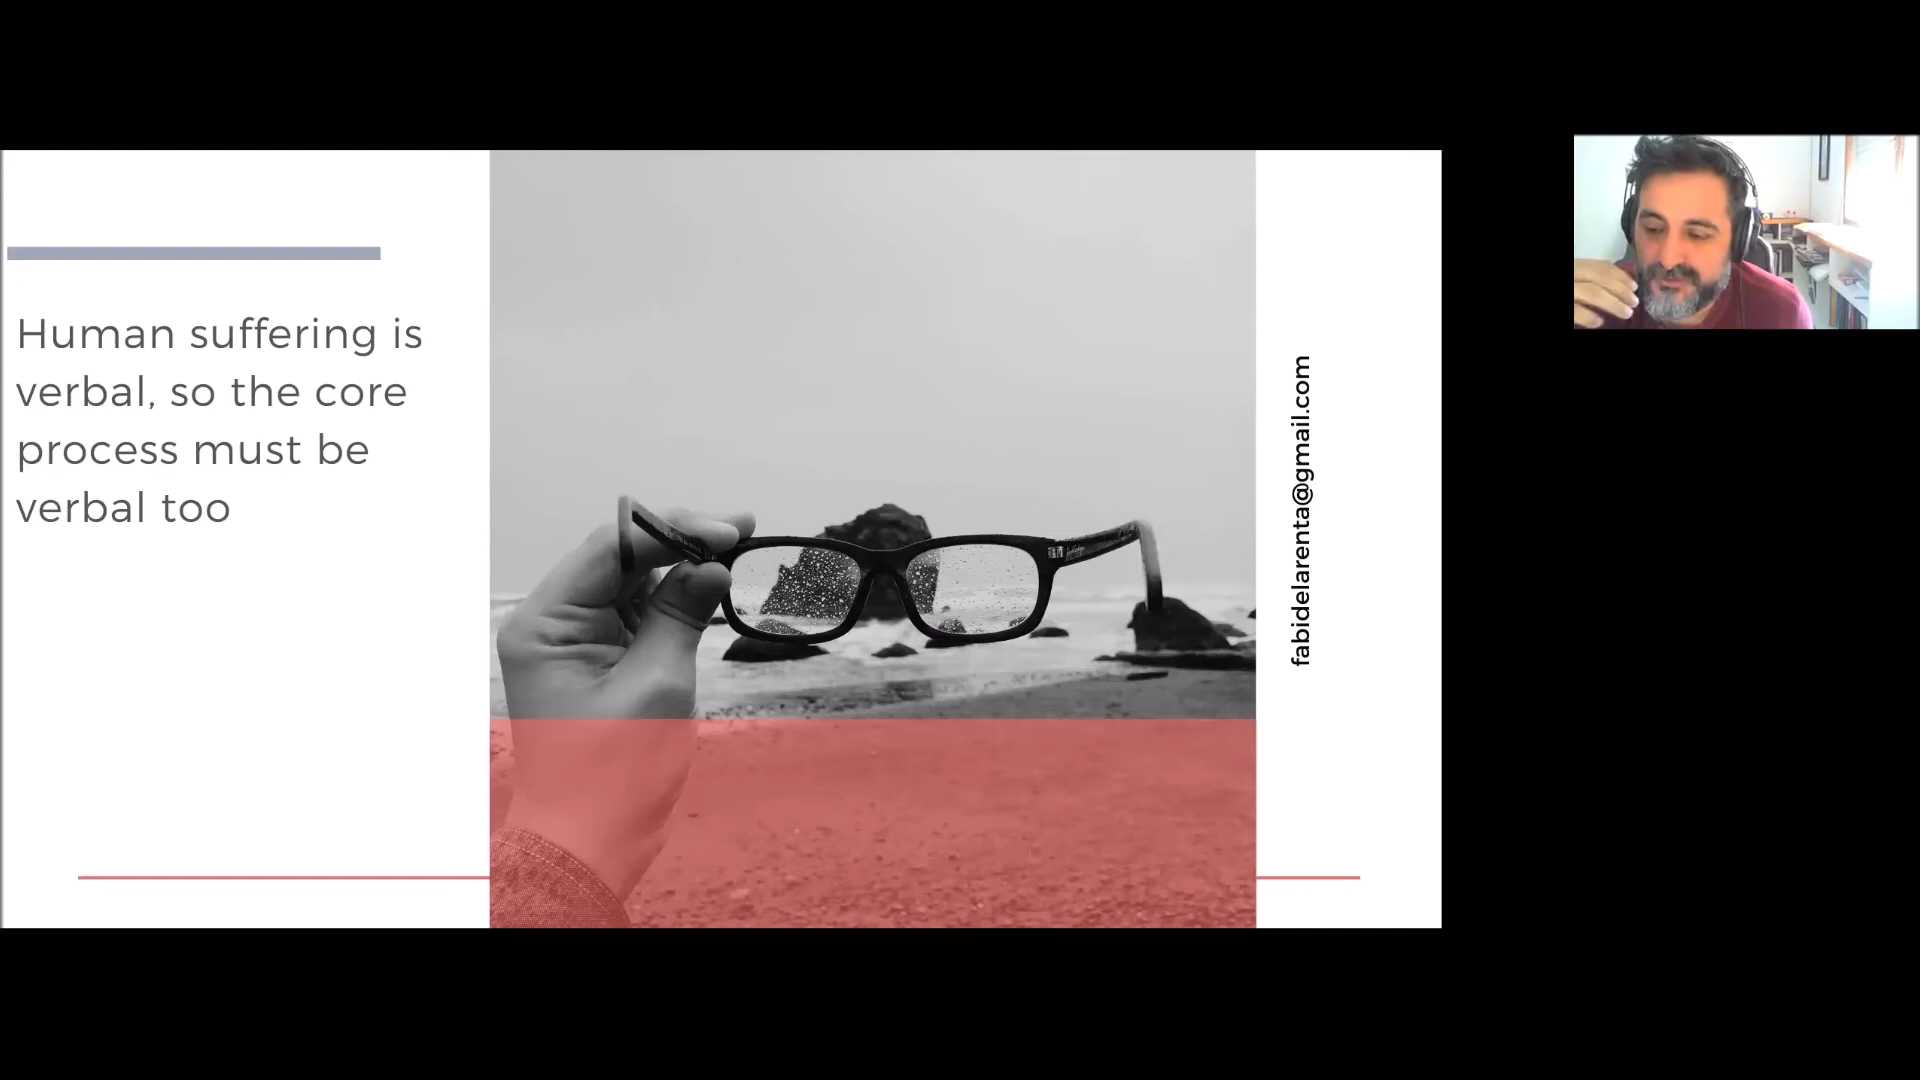 Human suffering is
verbal, so the core
process must be
verbal too
fabidelarenta@gmail.com